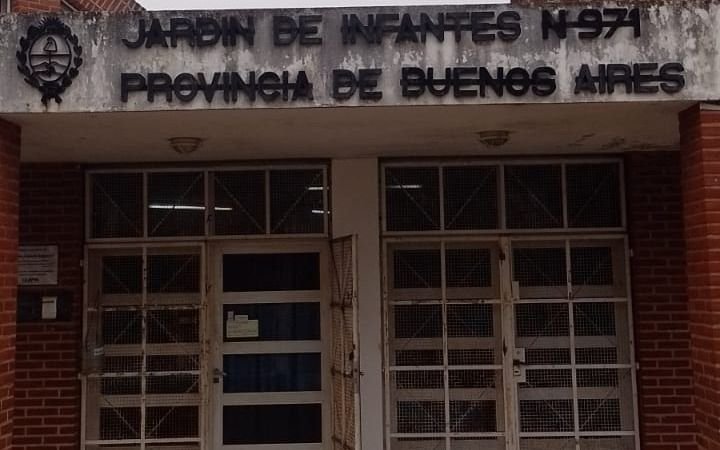 JARDIN DE INFANTES N-971
PROVINCIA DE BUENOS AIRES